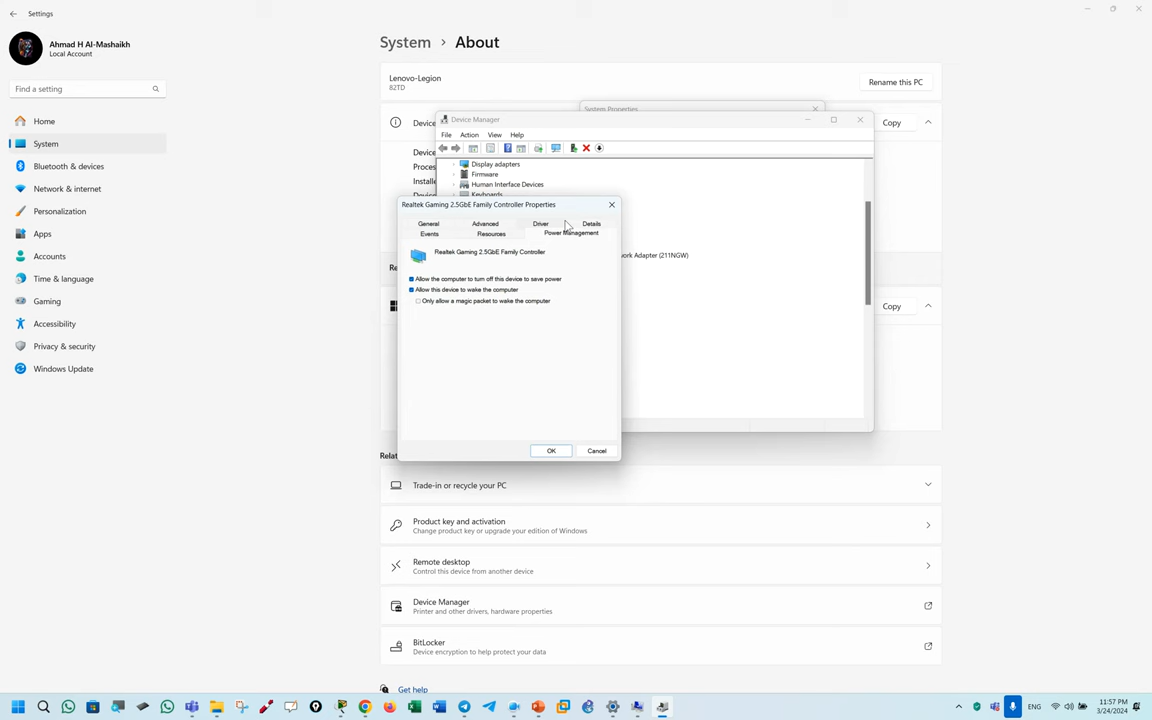 Settings
Ahmad H Al-Mashaikh
Local Account
Find a setting
Home
System
Bluetooth & devices
Network & internet
Personalization
Apps
Accounts
Time & language
Gaming
Accessibility
Privacy & security
Windows Update
System > About
Lenovo-Legion
82TD
Rename this PC
System Properties
Copy
Device Manager
File Action View Help
Display adapters
Firmware
Human Interface Devices
Keyboards
Realtek Gaming 2.5GbE Family Controller Properties
General Advanced Driver Details
Events Resources Power Management
Realtek Gaming 2.5GbE Family Controller
Allow the computer to turn off this device to save power
Allow this device to wake the computer
Only allow a magic packet to wake the computer
OK Cancel
work Adapter (211NGW)
Copy
Trade-in or recycle your PC
Product key and activation
Change product key or upgrade your edition of Windows
Remote desktop
Control this device from another device
Device Manager
Printer and other drivers, hardware properties
BitLocker
Device encryption to help protect your data
Get help
ENG
11:57 PM
3/24/2024